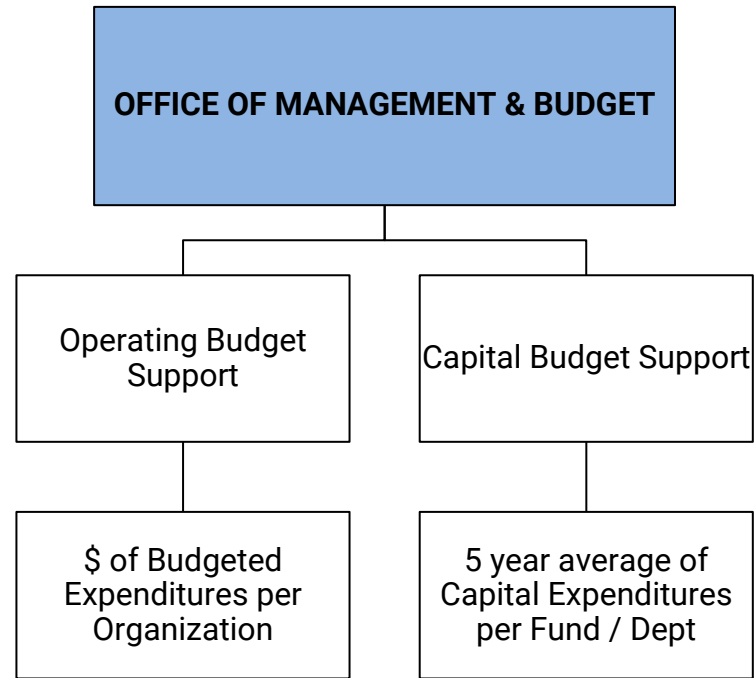 OFFICE OF MANAGEMENT & BUDGET
Operating Budget
Support
Capital Budget Support
$ of Budgeted
Expenditures per
Organization
5 year average of
Capital Expenditures
per Fund / Dept